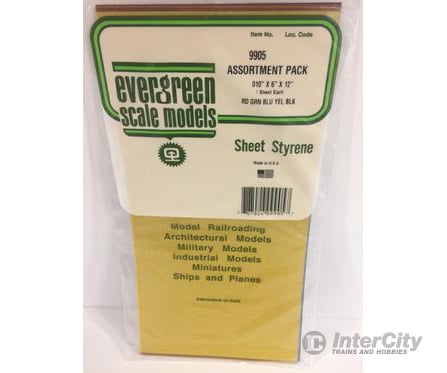 Item No. Loc. Code
9905
ASSORTMENT PACK
.010" X 6" X 12"
1 Sheet Each
RD GRN BLU YEL BLK
evergreen
scale models
Sheet Styrene
Made in U.S.A
Model Railroading
Architectural Models
Military Models
Industrial Models
Miniatures
Ships and Planes
InterCity
TRAINS AND HOBBIES